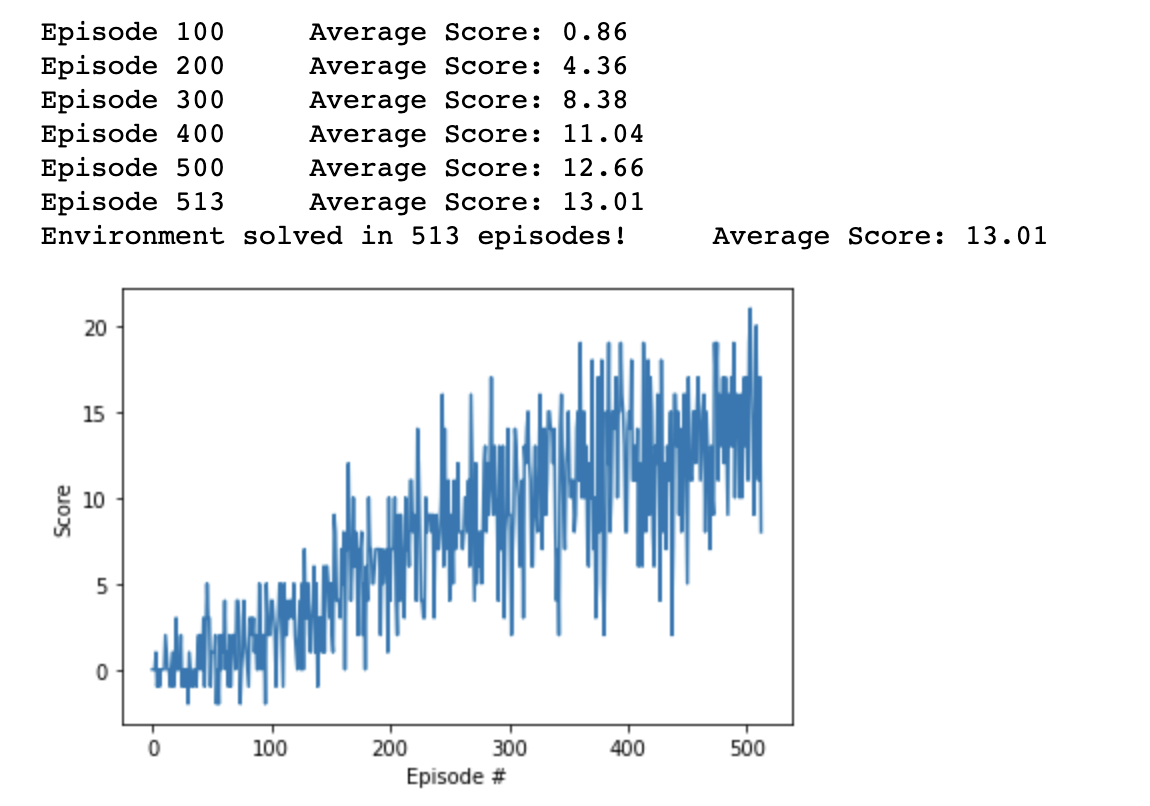 Episode 100 Average Score: 0.86
Episode 200 Average Score: 4.36
Episode 300 Average Score: 8.38
Episode 400 Average Score: 11.04
Episode 500 Average Score: 12.66
Episode 513 Average Score: 13.01
Environment solved in 513 episodes! Average Score: 13.01
20
15
10
5
0
Score
0 100 200 300 400 500
Episode #